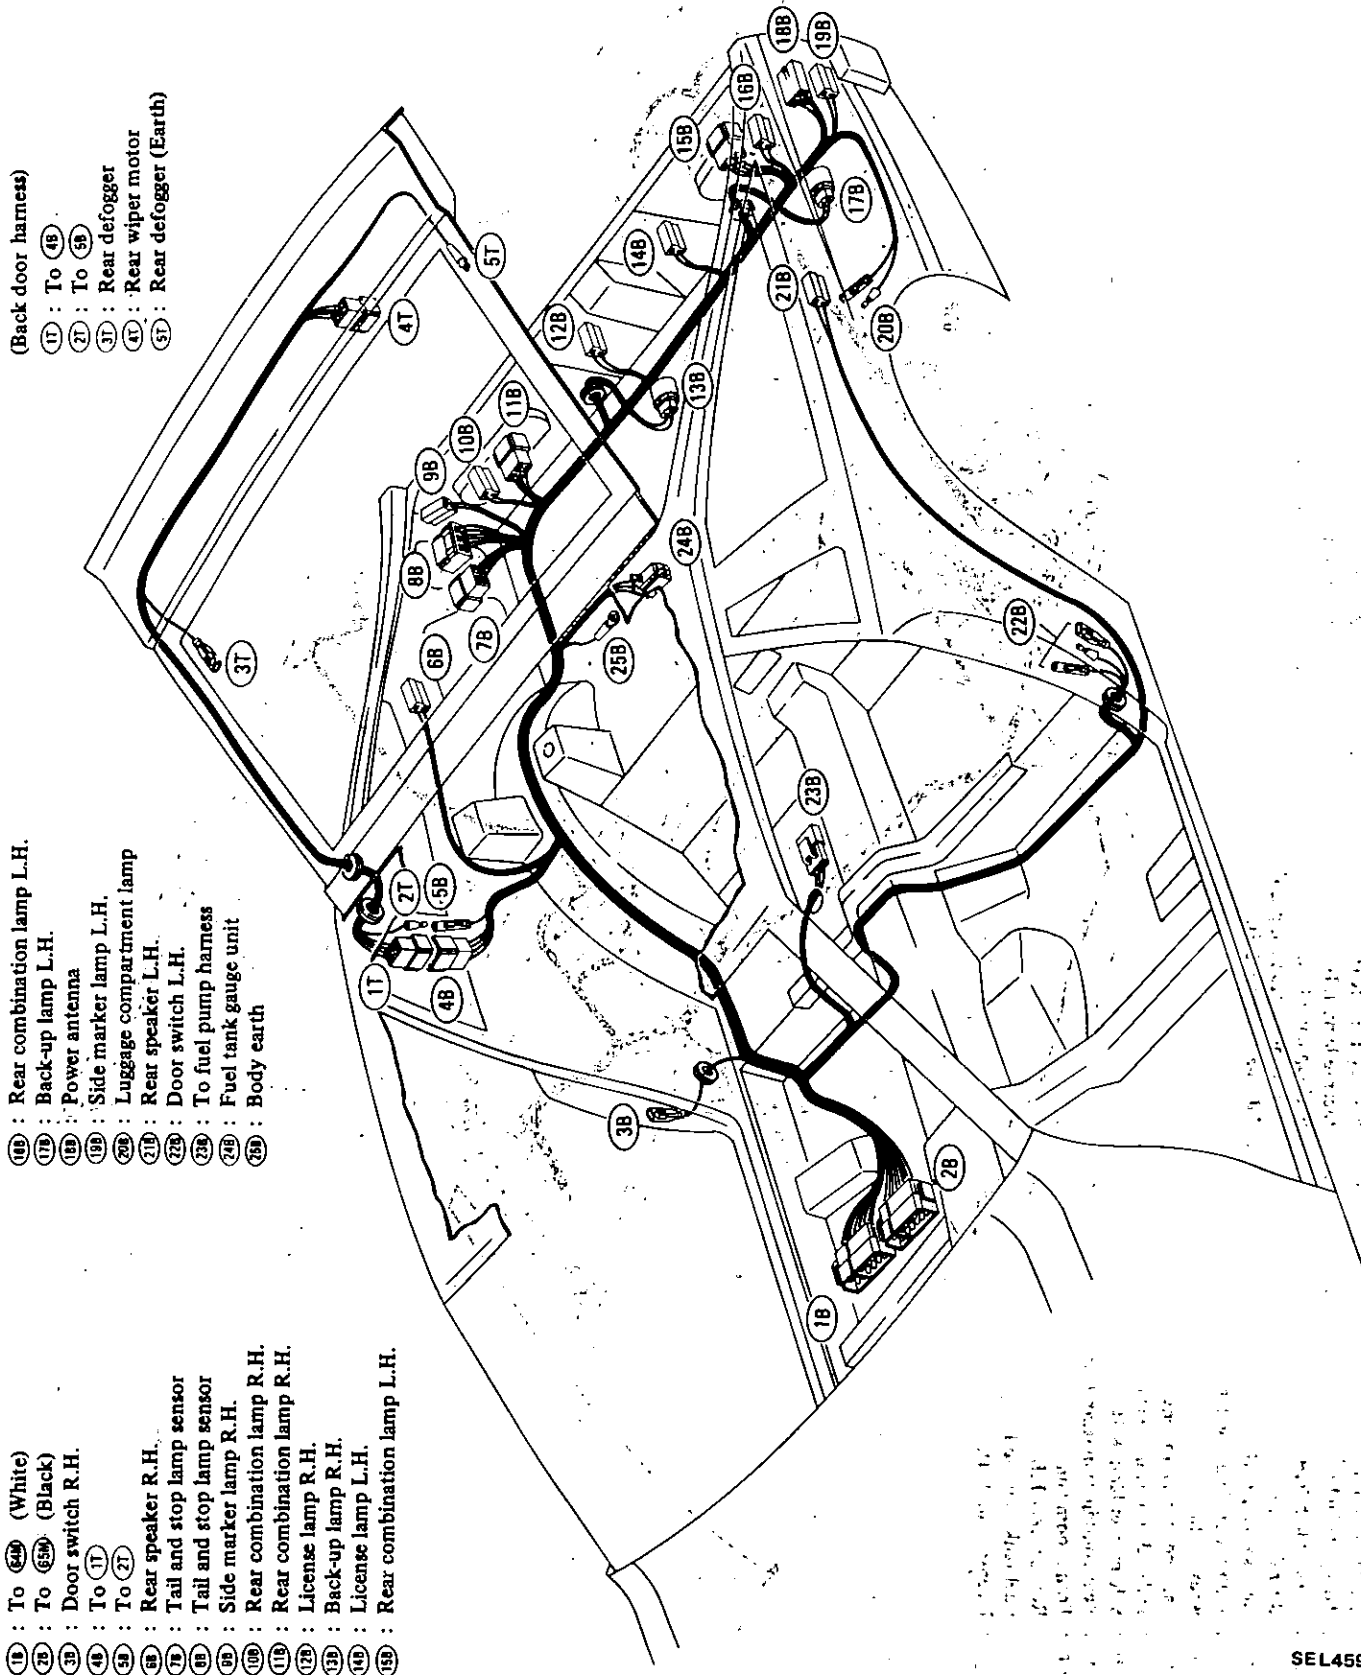 1B : To 64M (White)
2B : To 65M (Black)
3B : Door switch R.H.
4B : To 1T
5B : To 2T
6B : Rear speaker R.H.
7B : Tail and stop lamp sensor
8B : Tail and stop lamp sensor
9B : Side marker lamp R.H.
10B : Rear combination lamp R.H.
11B : Rear combination lamp R.H.
12B : License lamp R.H.
13B : Back-up lamp R.H.
14B : License lamp L.H.
15B : Rear combination lamp L.H.
16B : Rear combination lamp L.H.
17B : Back-up lamp L.H.
18B : Power antenna
19B : Side marker lamp L.H.
20B : Luggage compartment lamp
21B : Rear speaker L.H.
22B : Door switch L.H.
23B : To fuel pump harness
24B : Fuel tank gauge unit
25B : Body earth
(Back door harness)
1T : To 4B
2T : To 5B
3T : Rear defogger
4T : Rear wiper motor
5T : Rear defogger (Earth)
1B
2B
3B
1T
4B
2T
5B
3T
6B
7B
8B
9B
10B
11B
4T
5T
12B
13B
14B
15B
16B
17B
18B
19B
20B
21B
22B
23B
24B
25B
SEL459